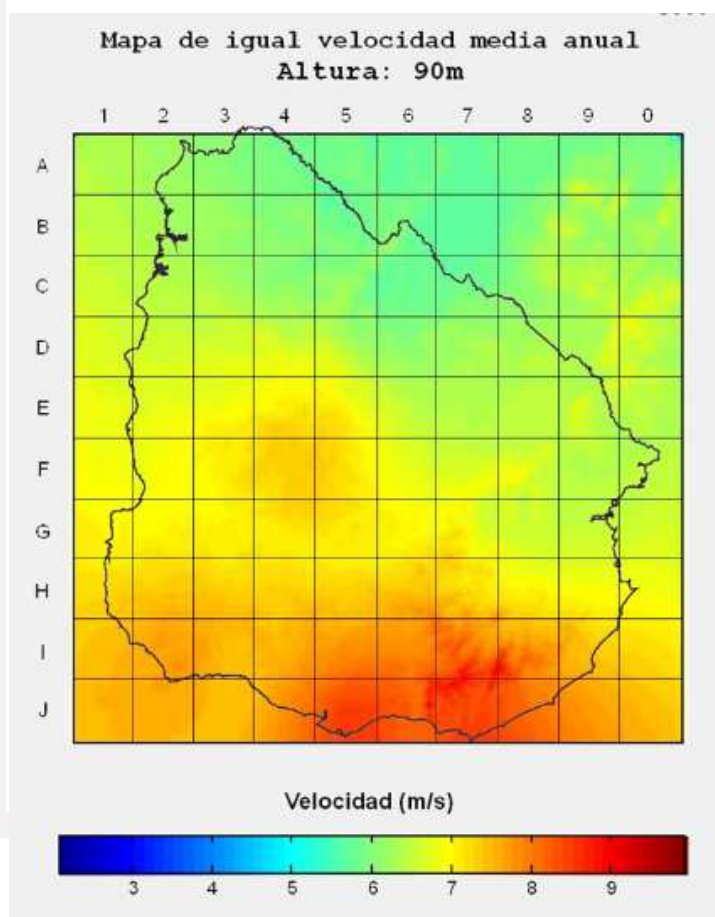 Mapa de igual velocidad media anual
Altura: 90m
1 2 3 4 5 6 7 8 9 0
A
B
C
D
E
F
G
H
I
J
Velocidad (m/s)
3 4 5 6 7 8 9